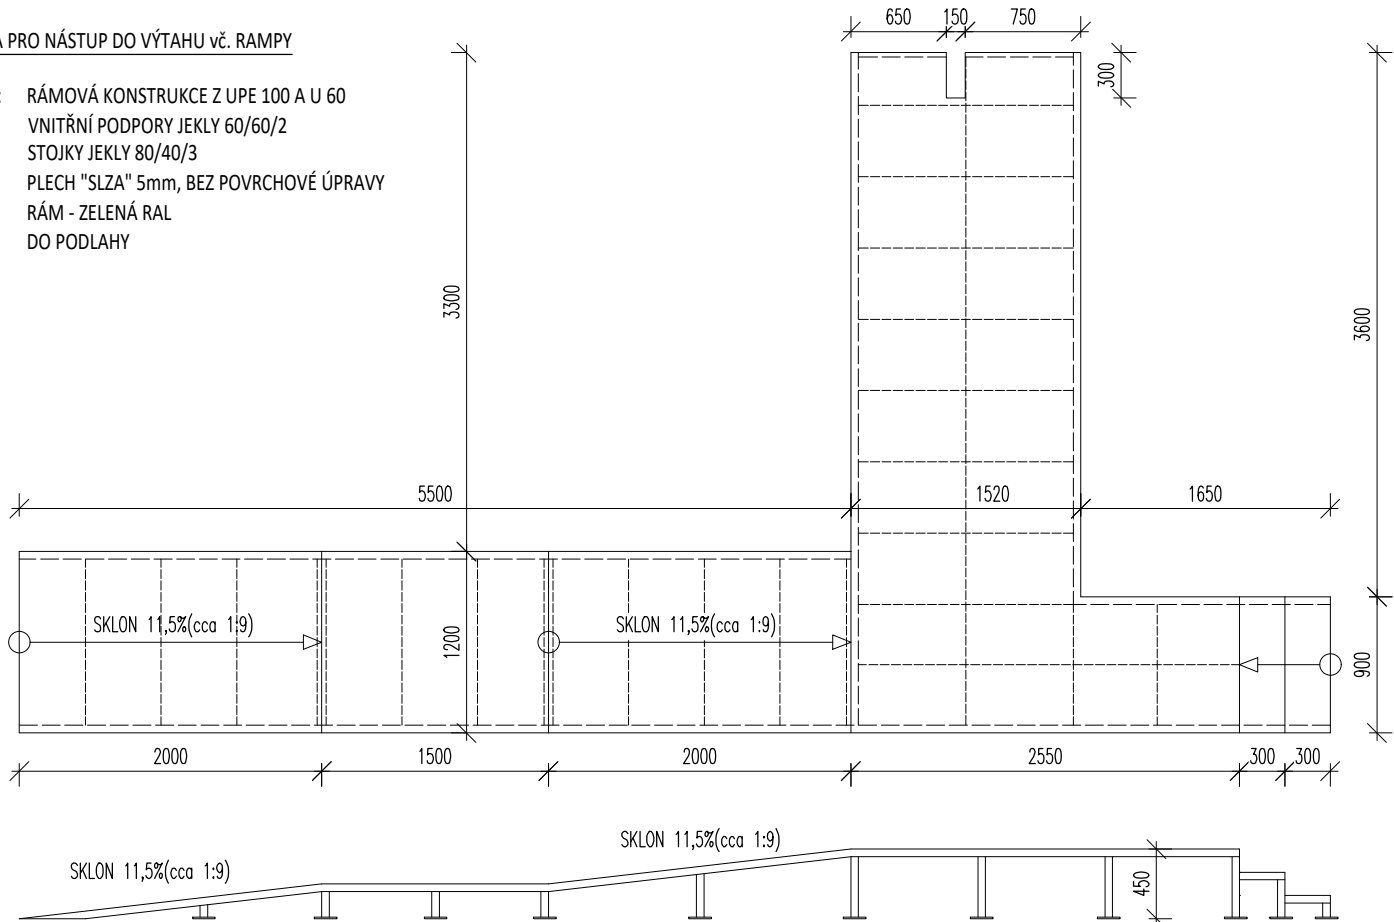 A PRO NÁSTUP DO VÝTAHU vč. RAMPY
: RÁMOVÁ KONSTRUKCE Z UPE 100 A U 60
VNITŘNÍ PODPORY JEKLY 60/60/2
STOJKY JEKLY 80/40/3
PLECH "SLZA" 5mm, BEZ POVRCHOVÉ ÚPRAVY
RÁM - ZELENÁ RAL
DO PODLAHY
650 150 750
300
3300
3600
5500 1520 1650
SKLON 11,5%(cca 1:9)
SKLON 11,5%(cca 1:9)
1200
900
2000 1500 2000 2550 300 300
SKLON 11,5%(cca 1:9)
SKLON 11,5%(cca 1:9)
450